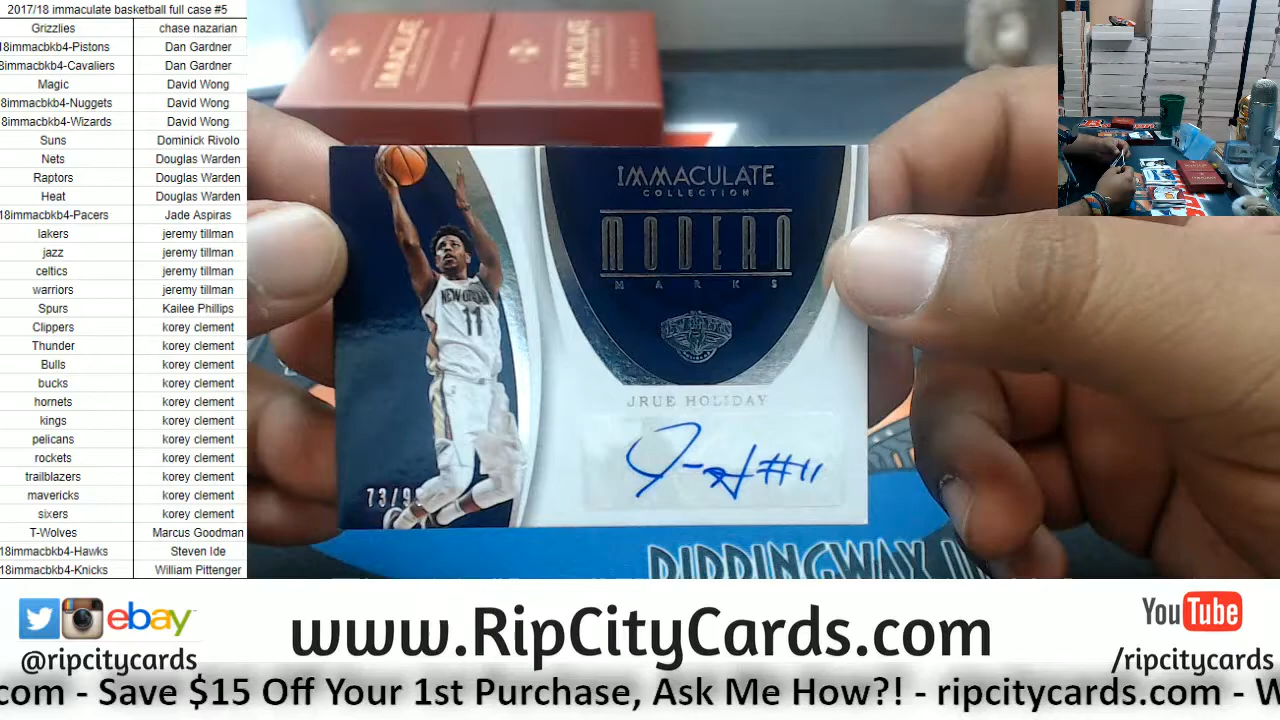 2017/18 immaculate basketball full case #5
Grizzlies chase nazarian
18immacbkb4-Pistons Dan Gardner
8immacbkb4-Cavaliers Dan Gardner
Magic David Wong
8immacbkb4-Nuggets David Wong
8immacbkb4-Wizards David Wong
Suns Dominick Rivolo
Nets Douglas Warden
Raptors Douglas Warden
Heat Douglas Warden
18immacbkb4-Pacers Jade Aspiras
lakers jeremy tillman
jazz jeremy tillman
celtics jeremy tillman
warriors jeremy tillman
Spurs Kailee Phillips
Clippers korey clement
Thunder korey clement
Bulls korey clement
bucks korey clement
hornets korey clement
kings korey clement
pelicans korey clement
rockets korey clement
trailblazers korey clement
mavericks korey clement
sixers korey clement
T-Wolves Marcus Goodman
18immacbkb4-Hawks Steven Ide
18immacbkb4-Knicks William Pittenger
IMMACULATE
IMMACULATE
IMMACULATE
COLLECTION
MODERN
MARKS
11
JRUE HOLIDAY
#11
73/99
ebay
@ripcitycards
www.RipCityCards.com
YouTube
/ripcitycards
.com - Save $15 Off Your 1st Purchase, Ask Me How?! - ripcitycards.com - W